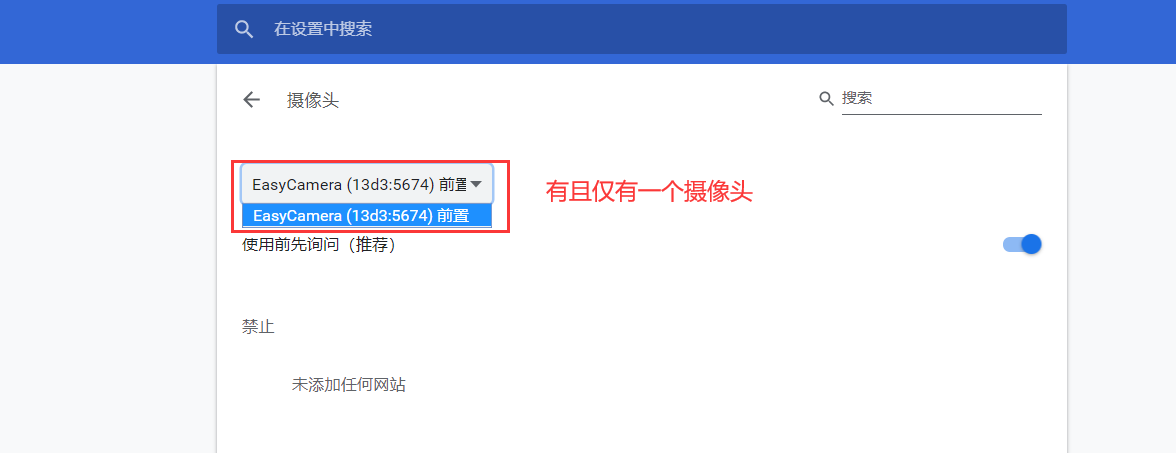 在设置中搜索
摄像头
搜索
EasyCamera (13d3:5674) 前置
有且仅有一个摄像头
EasyCamera (13d3:5674) 前置
使用前先询问（推荐）
禁止
未添加任何网站